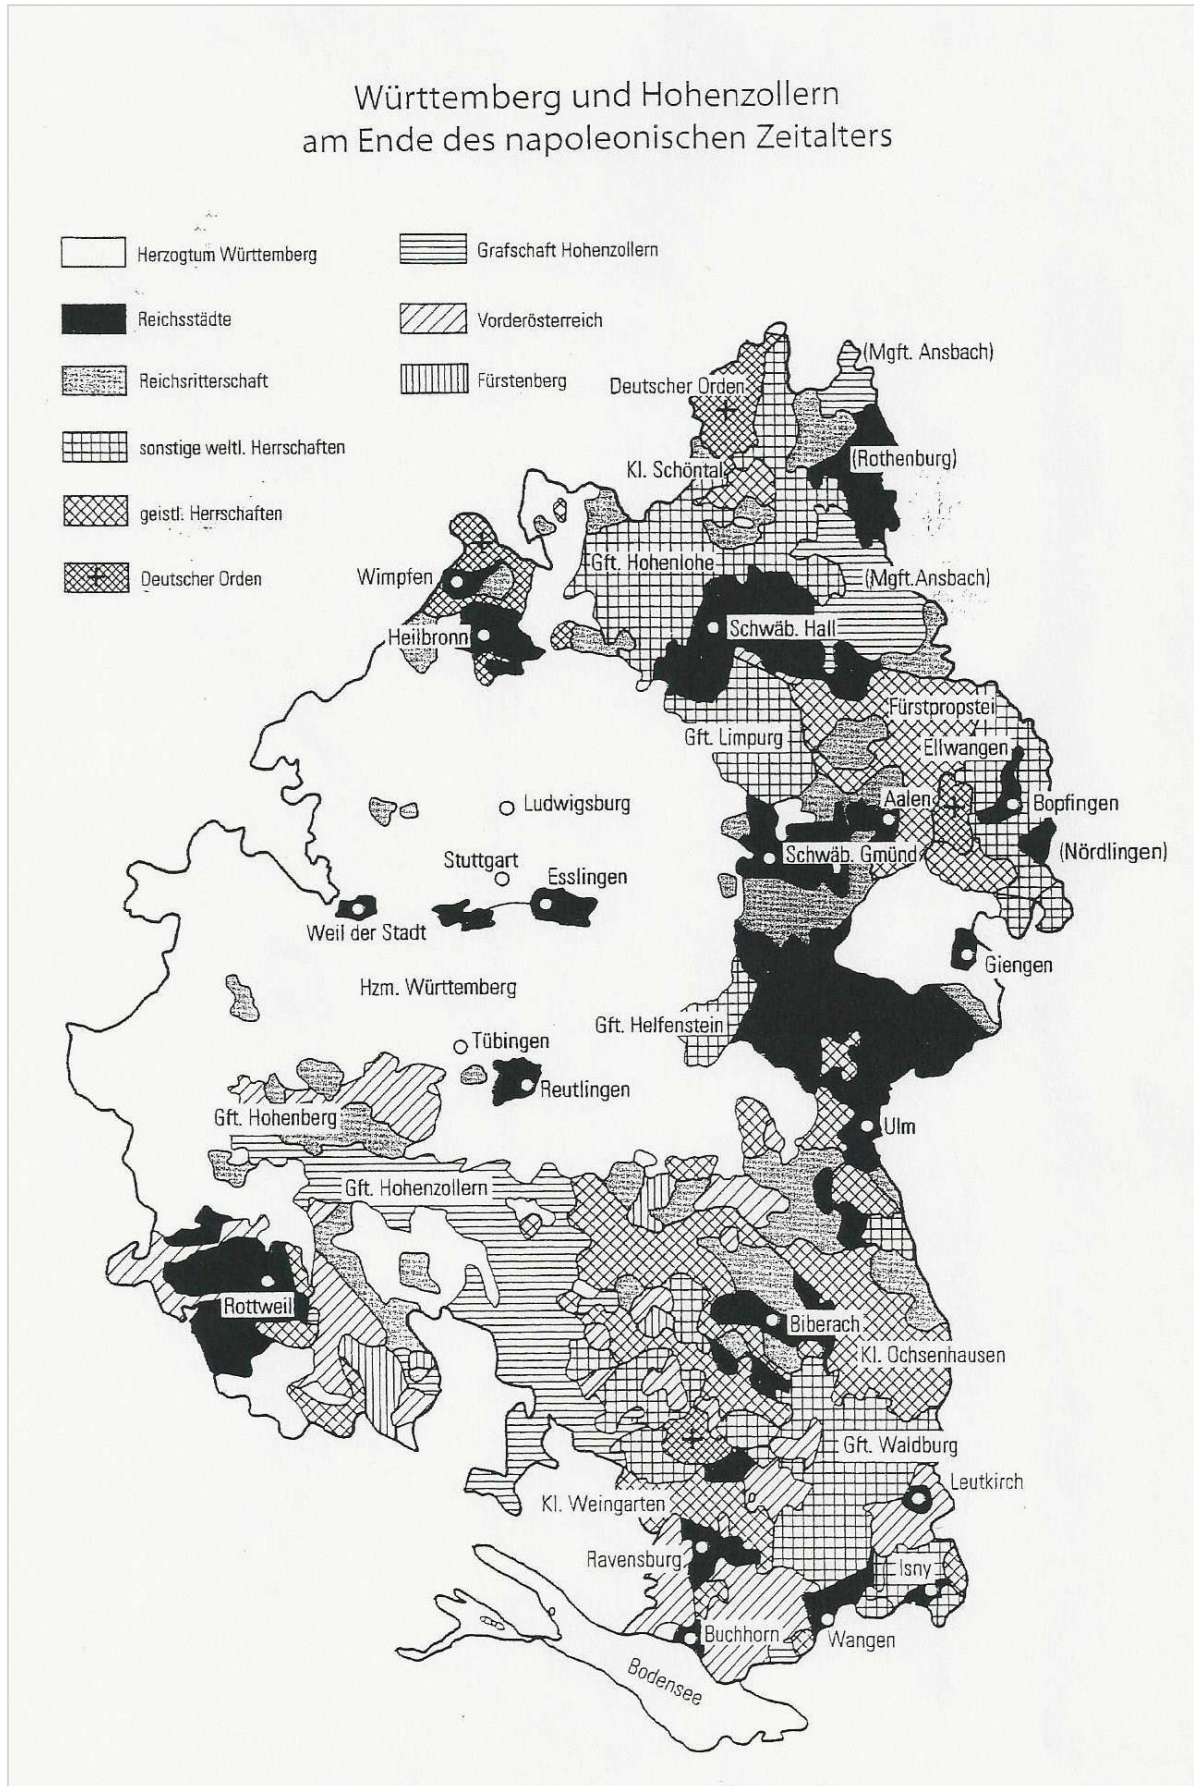 Württemberg und Hohenzollern
am Ende des napoleonischen Zeitalters
Herzogtum Württemberg
Reichsstädte
Reichsritterschaft
sonstige weltl. Herrschaften
geistl. Herrschaften
Deutscher Orden
Grafschaft Hohenzollern
Vorderösterreich
Fürstenberg
(Mgft. Ansbach)
Deutscher Orden
(Rothenburg)
Kl. Schöntal
Gft. Hohenlohe
Wimpfen
(Mgft.Ansbach)
Heilbronn
Schwäb. Hall
Fürstpropstei
Ellwangen
Gft. Limpurg
Aalen
Bopfingen
Ludwigsburg
Schwäb. Gmünd
(Nördlingen)
Stuttgart
Esslingen
Weil der Stadt
Giengen
Hzm. Württemberg
Gft. Helfenstein
Tübingen
Reutlingen
Gft. Hohenberg
Ulm
Gft. Hohenzollern
Rottweil
Biberach
Kl. Ochsenhausen
Gft. Waldburg
Leutkirch
Kl. Weingarten
Ravensburg
Isny
Buchhorn
Wangen
Bodensee